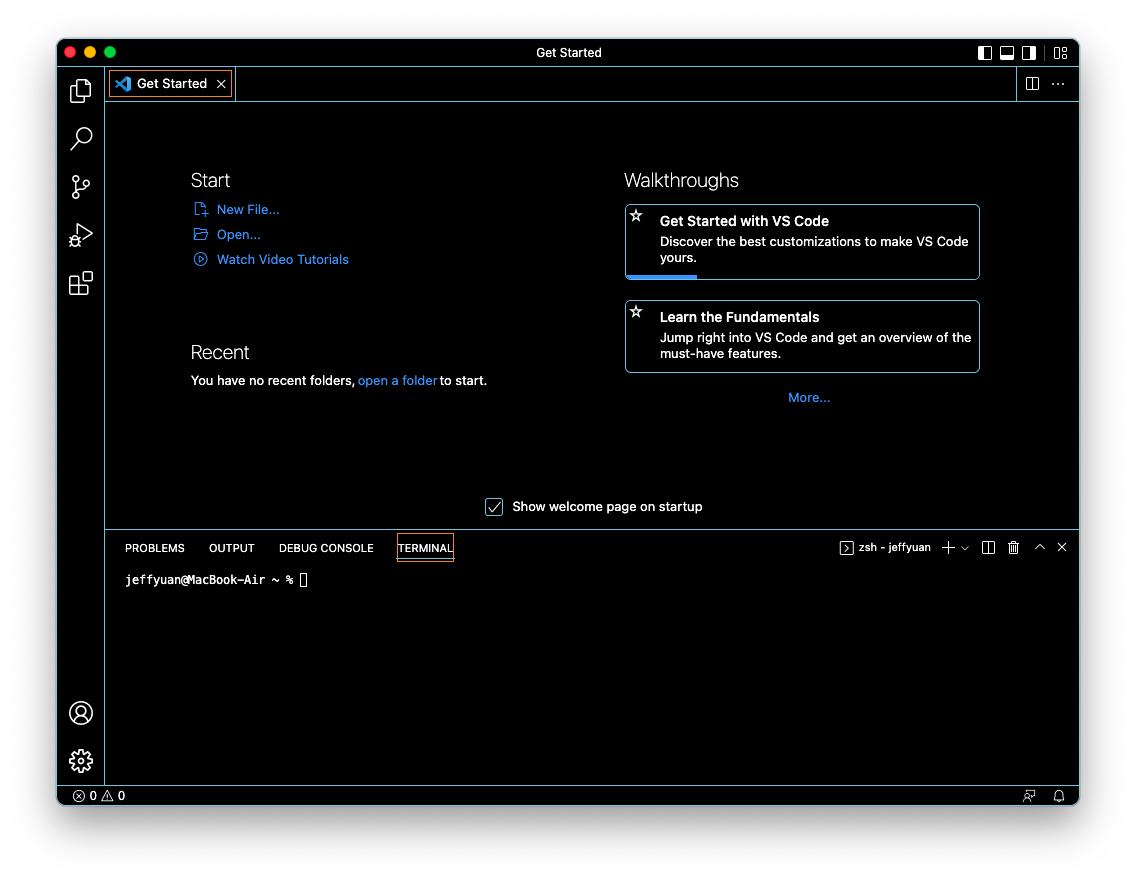 Get Started
Get Started
Start
New File...
Open...
Watch Video Tutorials
Recent
You have no recent folders, open a folder to start.
Walkthroughs
Get Started with VS Code
Discover the best customizations to make VS Code
yours.
Learn the Fundamentals
Jump right into VS Code and get an overview of the
must-have features.
More...
Show welcome page on startup
PROBLEMS OUTPUT DEBUG CONSOLE TERMINAL zsh - jeffyuan
jeffyuan@MacBook-Air ~ %
0 0